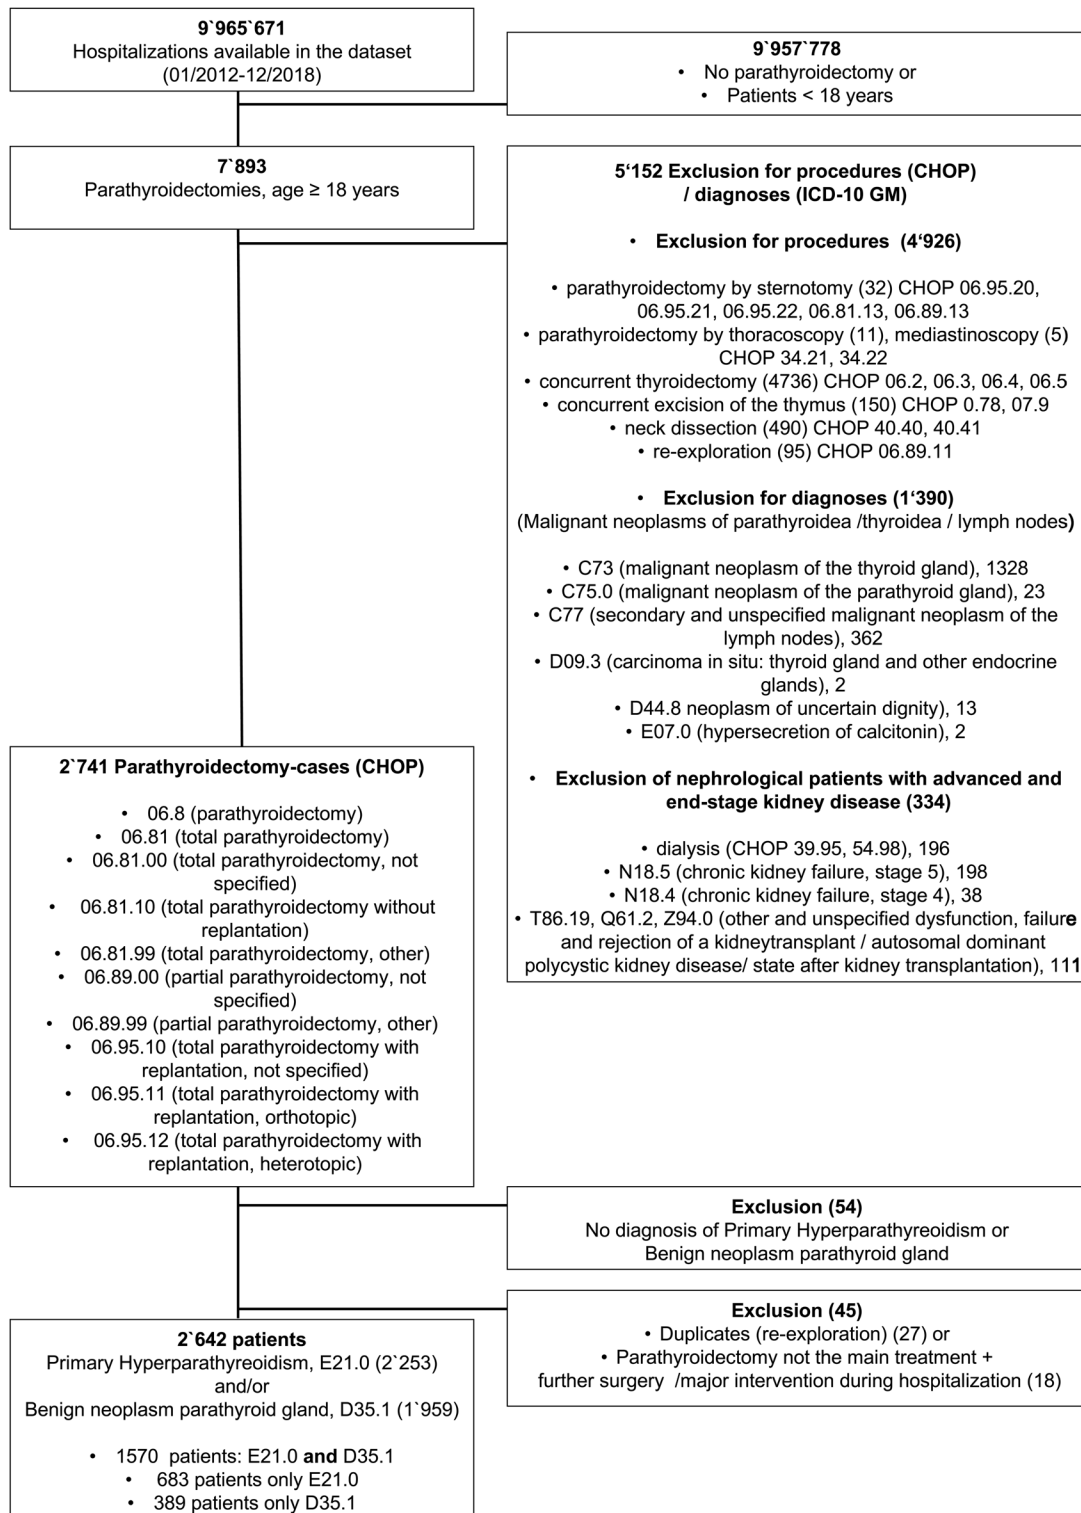 9`965`671
Hospitalizations available in the dataset
(01/2012-12/2018)
9`957`778
• No parathyroidectomy or
• Patients < 18 years
7`893
Parathyroidectomies, age ≥ 18 years
5‘152 Exclusion for procedures (CHOP)
/ diagnoses (ICD-10 GM)
• Exclusion for procedures (4‘926)
• parathyroidectomy by sternotomy (32) CHOP 06.95.20,
06.95.21, 06.95.22, 06.81.13, 06.89.13
• parathyroidectomy by thoracoscopy (11), mediastinoscopy (5)
CHOP 34.21, 34.22
• concurrent thyroidectomy (4736) CHOP 06.2, 06.3, 06.4, 06.5
• concurrent excision of the thymus (150) CHOP 0.78, 07.9
• neck dissection (490) CHOP 40.40, 40.41
• re-exploration (95) CHOP 06.89.11
• Exclusion for diagnoses (1‘390)
(Malignant neoplasms of parathyroidea /thyroidea / lymph nodes)
• C73 (malignant neoplasm of the thyroid gland), 1328
• C75.0 (malignant neoplasm of the parathyroid gland), 23
• C77 (secondary and unspecified malignant neoplasm of the
lymph nodes), 362
• D09.3 (carcinoma in situ: thyroid gland and other endocrine
glands), 2
• D44.8 neoplasm of uncertain dignity), 13
• E07.0 (hypersecretion of calcitonin), 2
• Exclusion of nephrological patients with advanced and
end-stage kidney disease (334)
• dialysis (CHOP 39.95, 54.98), 196
• N18.5 (chronic kidney failure, stage 5), 198
• N18.4 (chronic kidney failure, stage 4), 38
• T86.19, Q61.2, Z94.0 (other and unspecified dysfunction, failure
and rejection of a kidneytransplant / autosomal dominant
polycystic kidney disease/ state after kidney transplantation), 111
2`741 Parathyroidectomy-cases (CHOP)
• 06.8 (parathyroidectomy)
• 06.81 (total parathyroidectomy)
• 06.81.00 (total parathyroidectomy, not
specified)
• 06.81.10 (total parathyroidectomy without
replantation)
• 06.81.99 (total parathyroidectomy, other)
• 06.89.00 (partial parathyroidectomy, not
specified)
• 06.89.99 (partial parathyroidectomy, other)
• 06.95.10 (total parathyroidectomy with
replantation, not specified)
• 06.95.11 (total parathyroidectomy with
replantation, orthotopic)
• 06.95.12 (total parathyroidectomy with
replantation, heterotopic)
Exclusion (54)
No diagnosis of Primary Hyperparathyreoidism or
Benign neoplasm parathyroid gland
Exclusion (45)
• Duplicates (re-exploration) (27) or
• Parathyroidectomy not the main treatment +
further surgery /major intervention during hospitalization (18)
2`642 patients
Primary Hyperparathyreoidism, E21.0 (2`253)
and/or
Benign neoplasm parathyroid gland, D35.1 (1`959)
• 1570 patients: E21.0 and D35.1
• 683 patients only E21.0
• 389 patients only D35.1